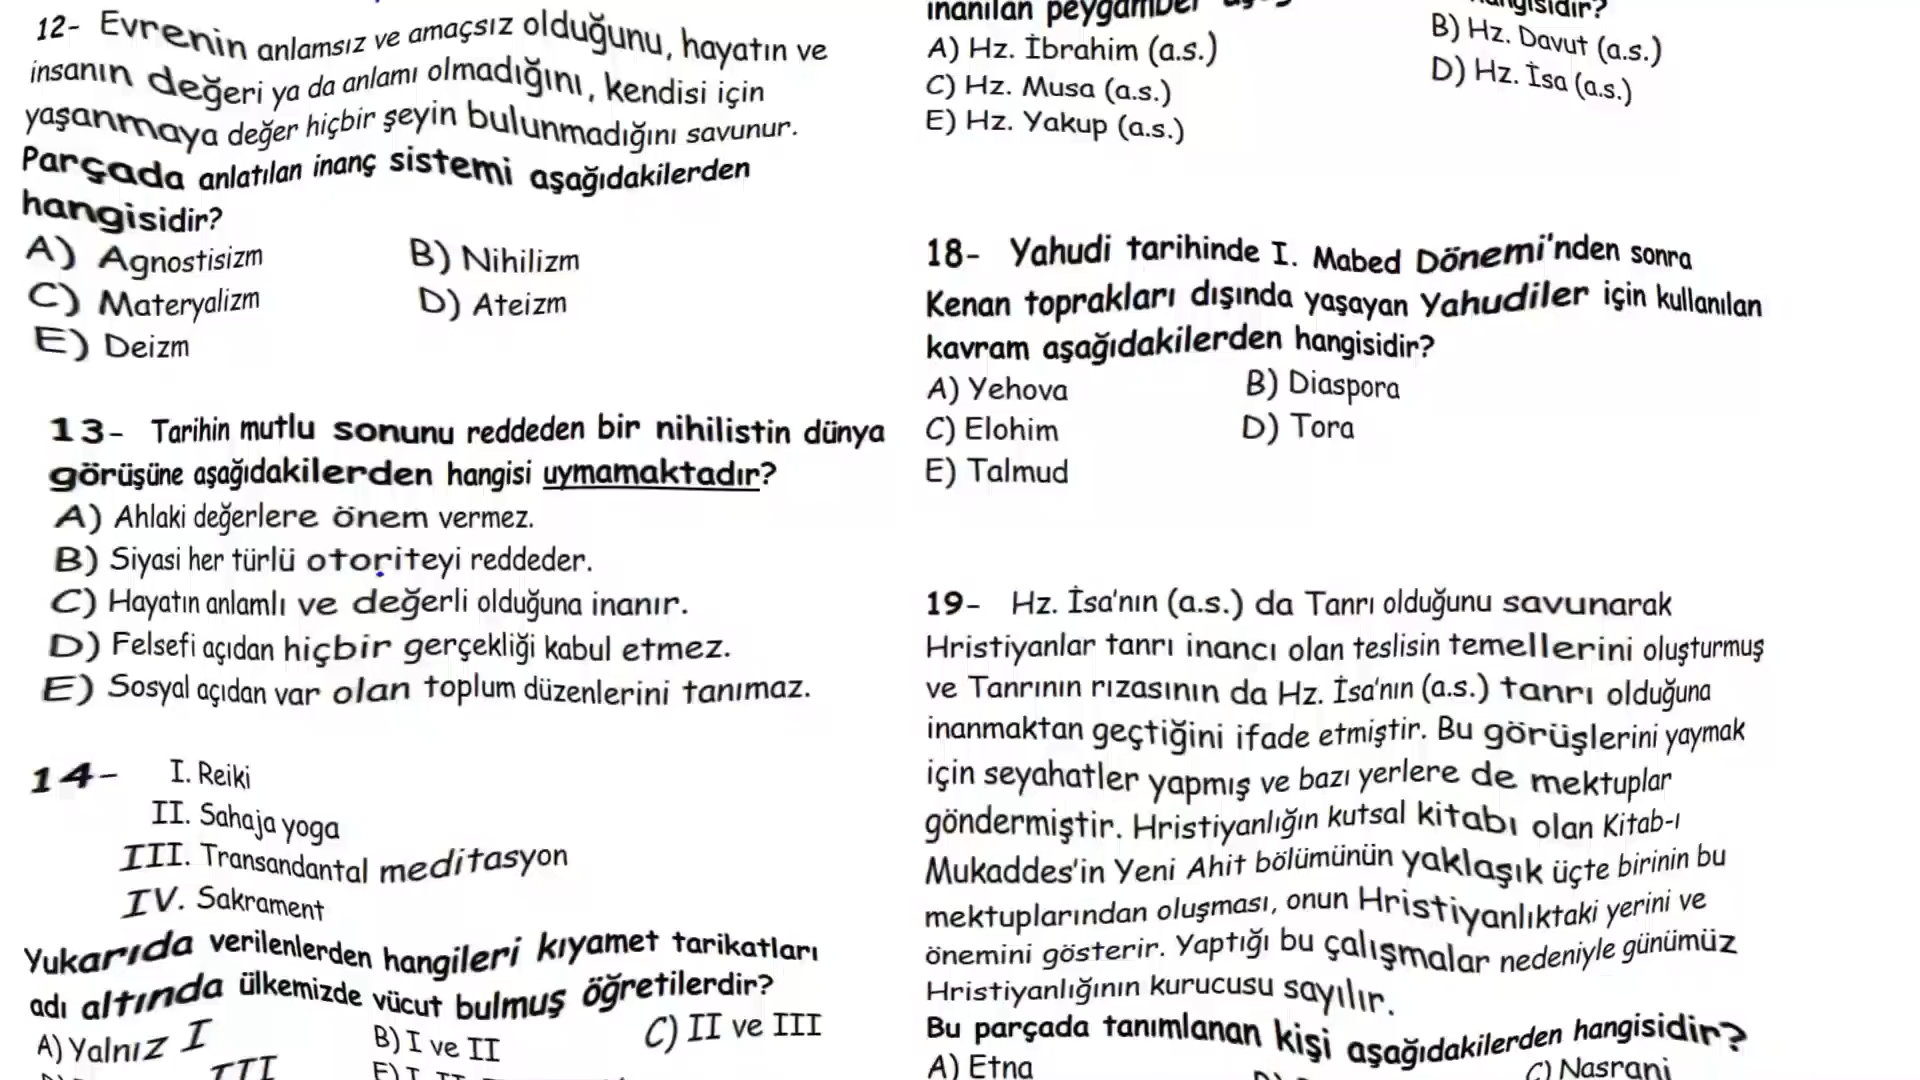 12- Evrenin anlamsız ve amaçsız olduğunu, hayatın ve
insanın değeri ya da anlamı olmadığını, kendisi için
yaşanmaya değer hiçbir şeyin bulunmadığını savunur.
Parçada anlatılan inanç sistemi aşağıdakilerden
hangisidir?
A) Agnostisizm B) Nihilizm
C) Materyalizm D) Ateizm
E) Deizm
13- Tarihin mutlu sonunu reddeden bir nihilistin dünya
görüşüne aşağıdakilerden hangisi uymamaktadır?
A) Ahlaki değerlere önem vermez.
B) Siyasi her türlü otoriteyi reddeder.
C) Hayatın anlamlı ve değerli olduğuna inanır.
D) Felsefi açıdan hiçbir gerçekliği kabul etmez.
E) Sosyal açıdan var olan toplum düzenlerini tanımaz.
14- I. Reiki
II. Sahaja yoga
III. Transandantal meditasyon
IV. Sakrament
Yukarıda verilenlerden hangileri kıyamet tarikatları
adı altında ülkemizde vücut bulmuş öğretilerdir?
A) Yalnız I B) I ve II C) II ve III
III
inanılan peygamber
A) Hz. İbrahim (a.s.) B) Hz. Davut (a.s.)
C) Hz. Musa (a.s.) D) Hz. İsa (a.s.)
E) Hz. Yakup (a.s.)
18- Yahudi tarihinde I. Mabed Dönemi'nden sonra
Kenan toprakları dışında yaşayan Yahudiler için kullanılan
kavram aşağıdakilerden hangisidir?
A) Yehova B) Diaspora
C) Elohim D) Tora
E) Talmud
19- Hz. İsa'nın (a.s.) da Tanrı olduğunu savunarak
Hristiyanlar tanrı inancı olan teslisin temellerini oluşturmuş
ve Tanrının rızasının da Hz. İsa'nın (a.s.) tanrı olduğuna
inanmaktan geçtiğini ifade etmiştir. Bu görüşlerini yaymak
için seyahatler yapmış ve bazı yerlere de mektuplar
göndermiştir. Hristiyanlığın kutsal kitabı olan Kitab-ı
Mukaddes'in Yeni Ahit bölümünün yaklaşık üçte birinin bu
mektuplarından oluşması, onun Hristiyanlıktaki yerini ve
önemini gösterir. Yaptığı bu çalışmalar nedeniyle günümüz
Hristiyanlığının kurucusu sayılır.
Bu parçada tanımlanan kişi aşağıdakilerden hangisidir?
A) Etna C) Nasrani